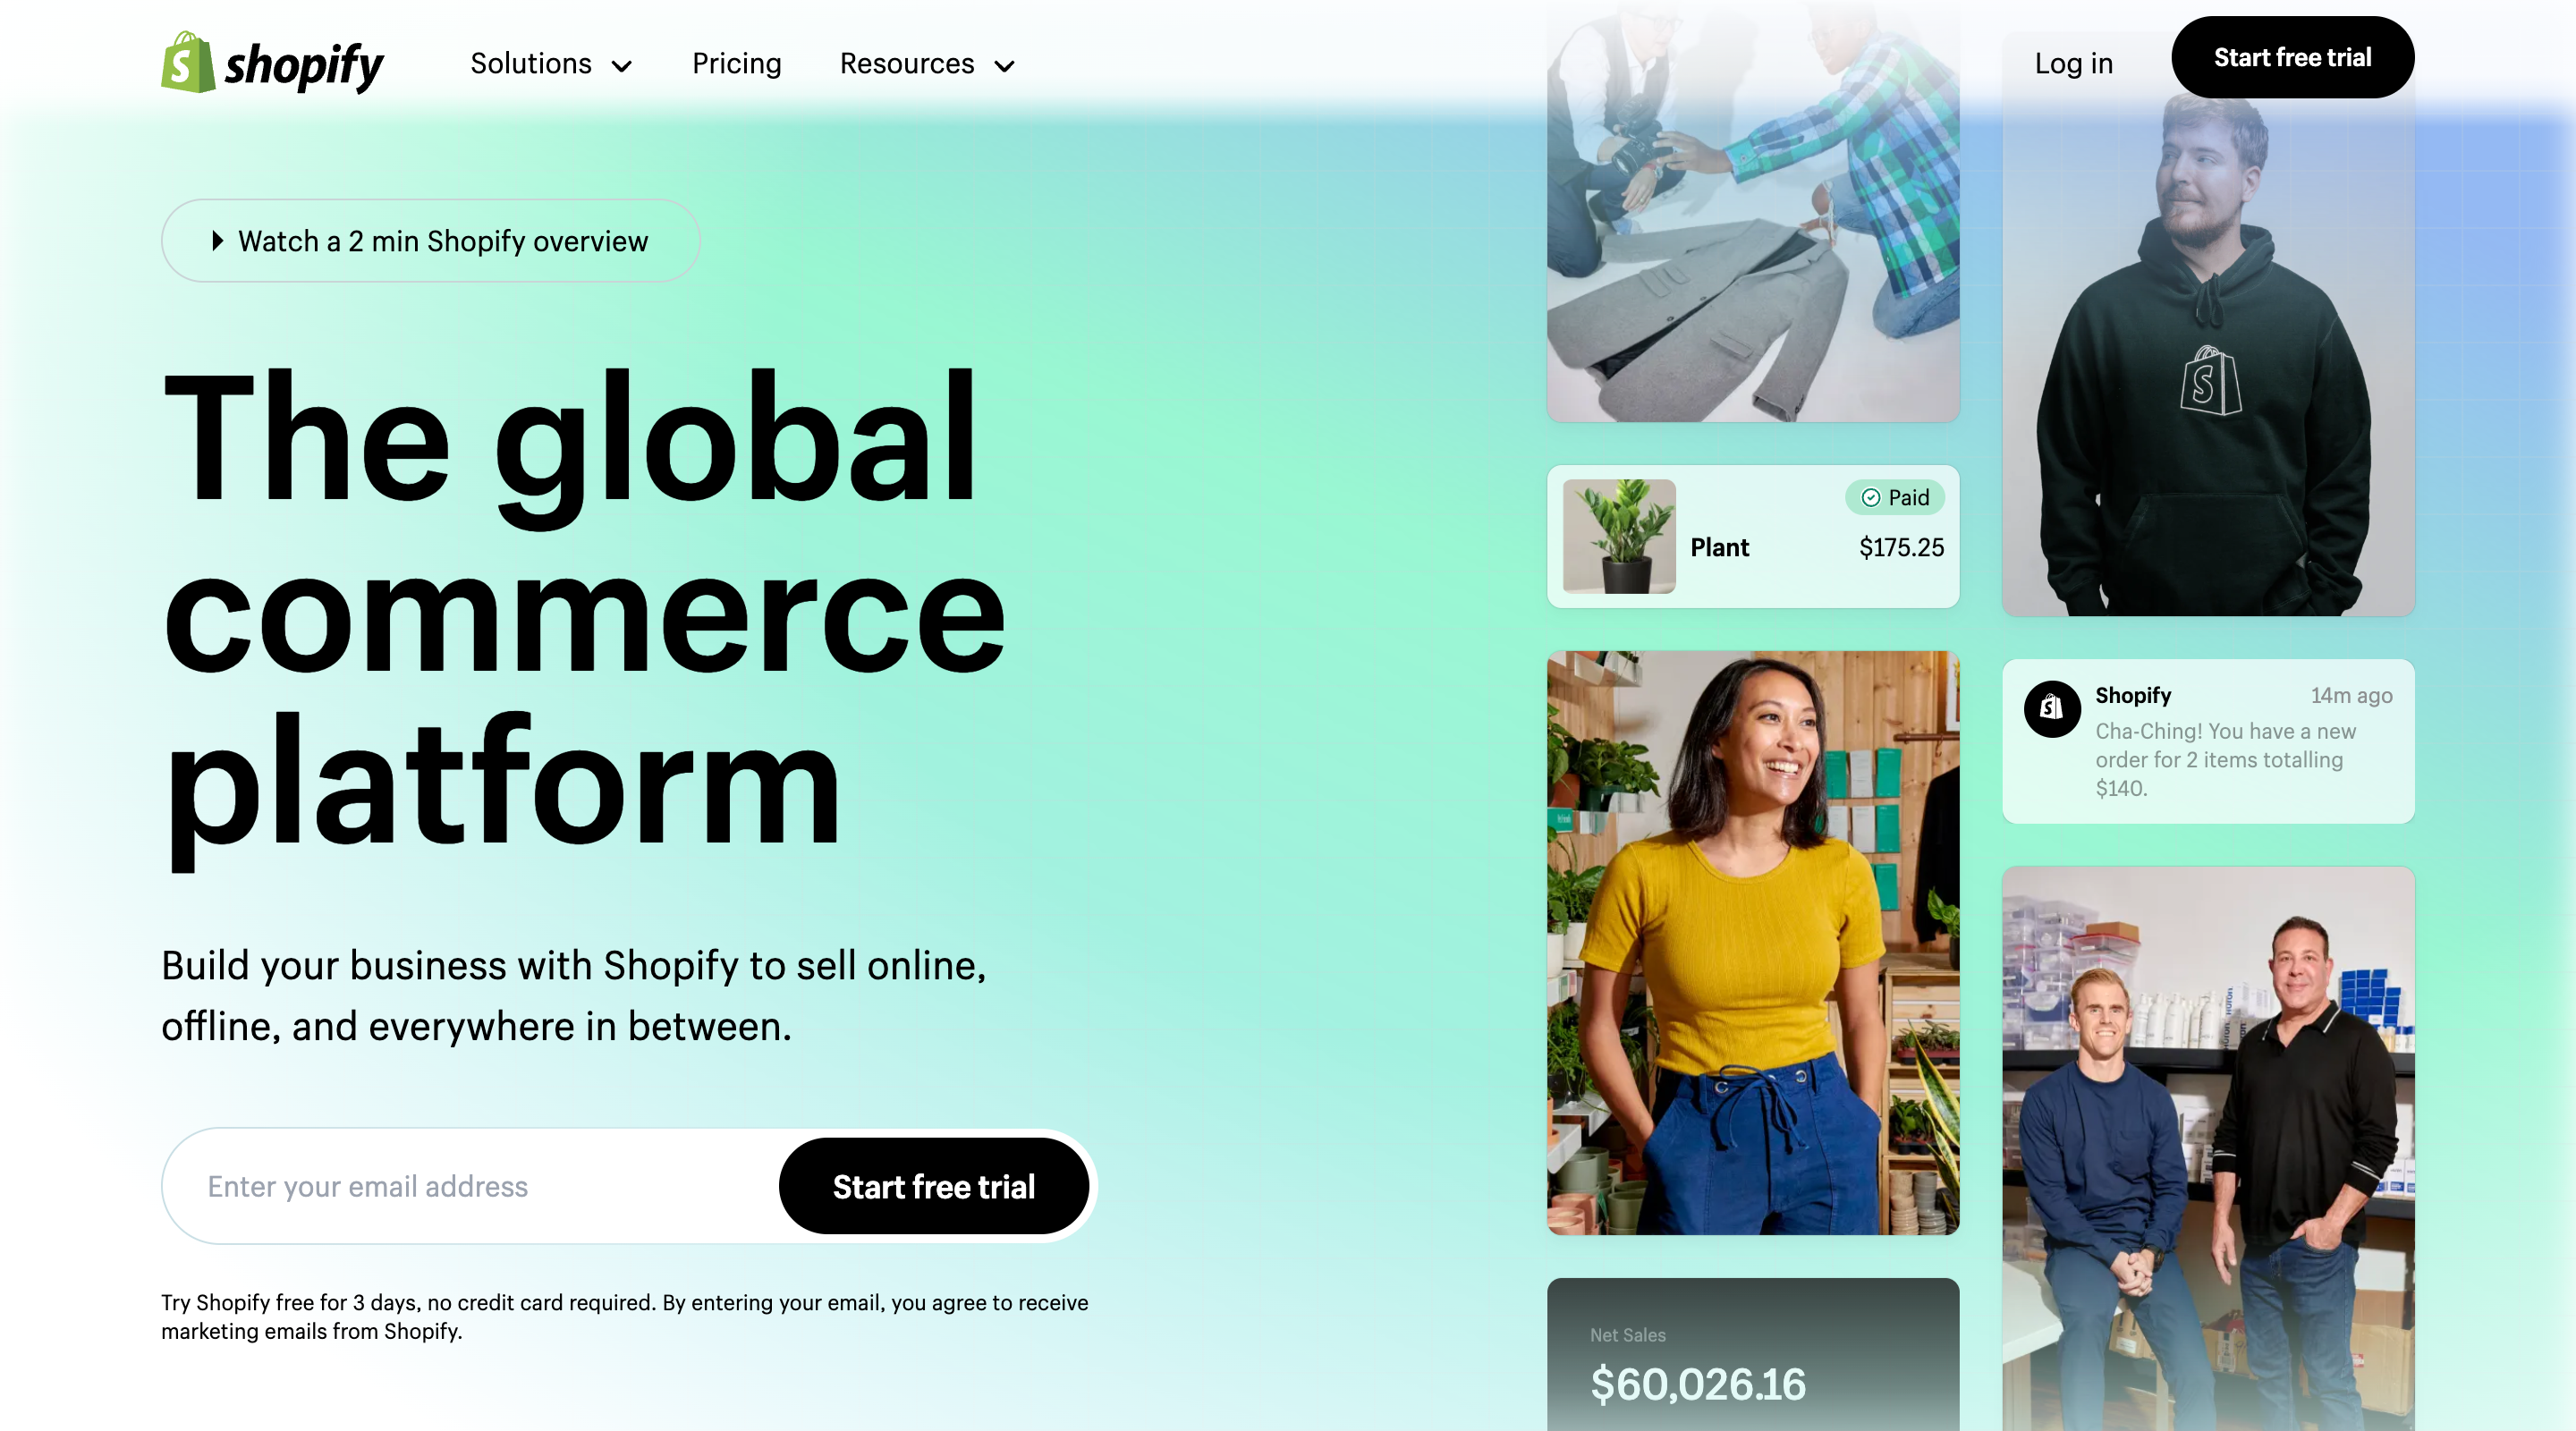 shopify
Solutions
Pricing
Resources
Log in
Start free trial
Watch a 2 min Shopify overview
The global
commerce
platform
Build your business with Shopify to sell online,
offline, and everywhere in between.
Enter your email address
Start free trial
Try Shopify free for 3 days, no credit card required. By entering your email, you agree to receive
marketing emails from Shopify.
Paid
Plant
$175.25
Net Sales
$60,026.16
Shopify
14m ago
Cha-Ching! You have a new
order for 2 items totalling
$140.